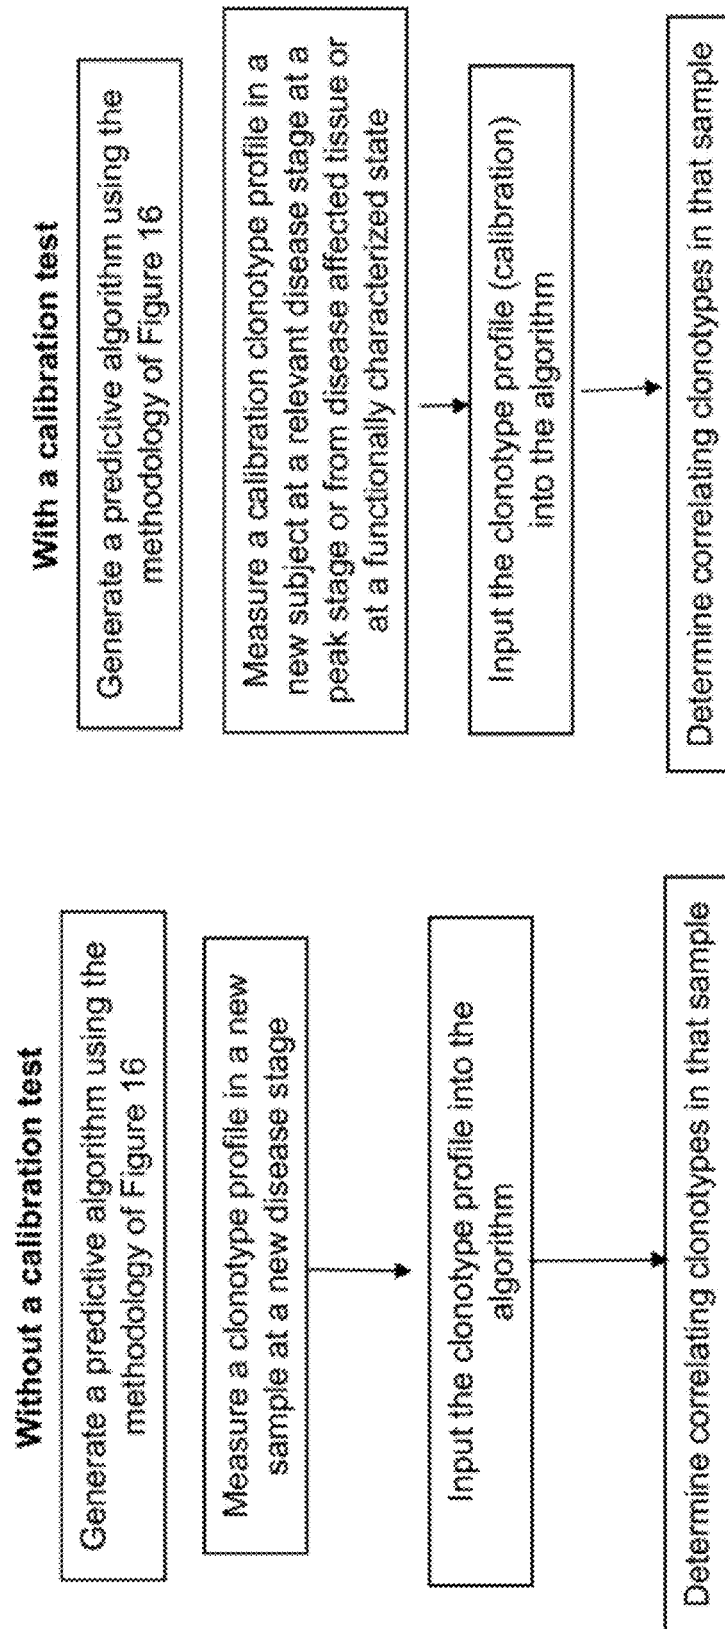 Without a calibration test
Generate a predictive algorithm using the
methodology of Figure 16
Measure a clonotype profile in a new
sample at a new disease stage
Input the clonotype profile into the
algorithm
Determine correlating clonotypes in that sample
With a calibration test
Generate a predictive algorithm using the
methodology of Figure 16
Measure a calibration clonotype profile in a
new subject at a relevant disease stage at a
peak stage or from disease affected tissue or
at a functionally characterized state
Input the clonotype profile (calibration)
into the algorithm
Determine correlating clonotypes in that sample